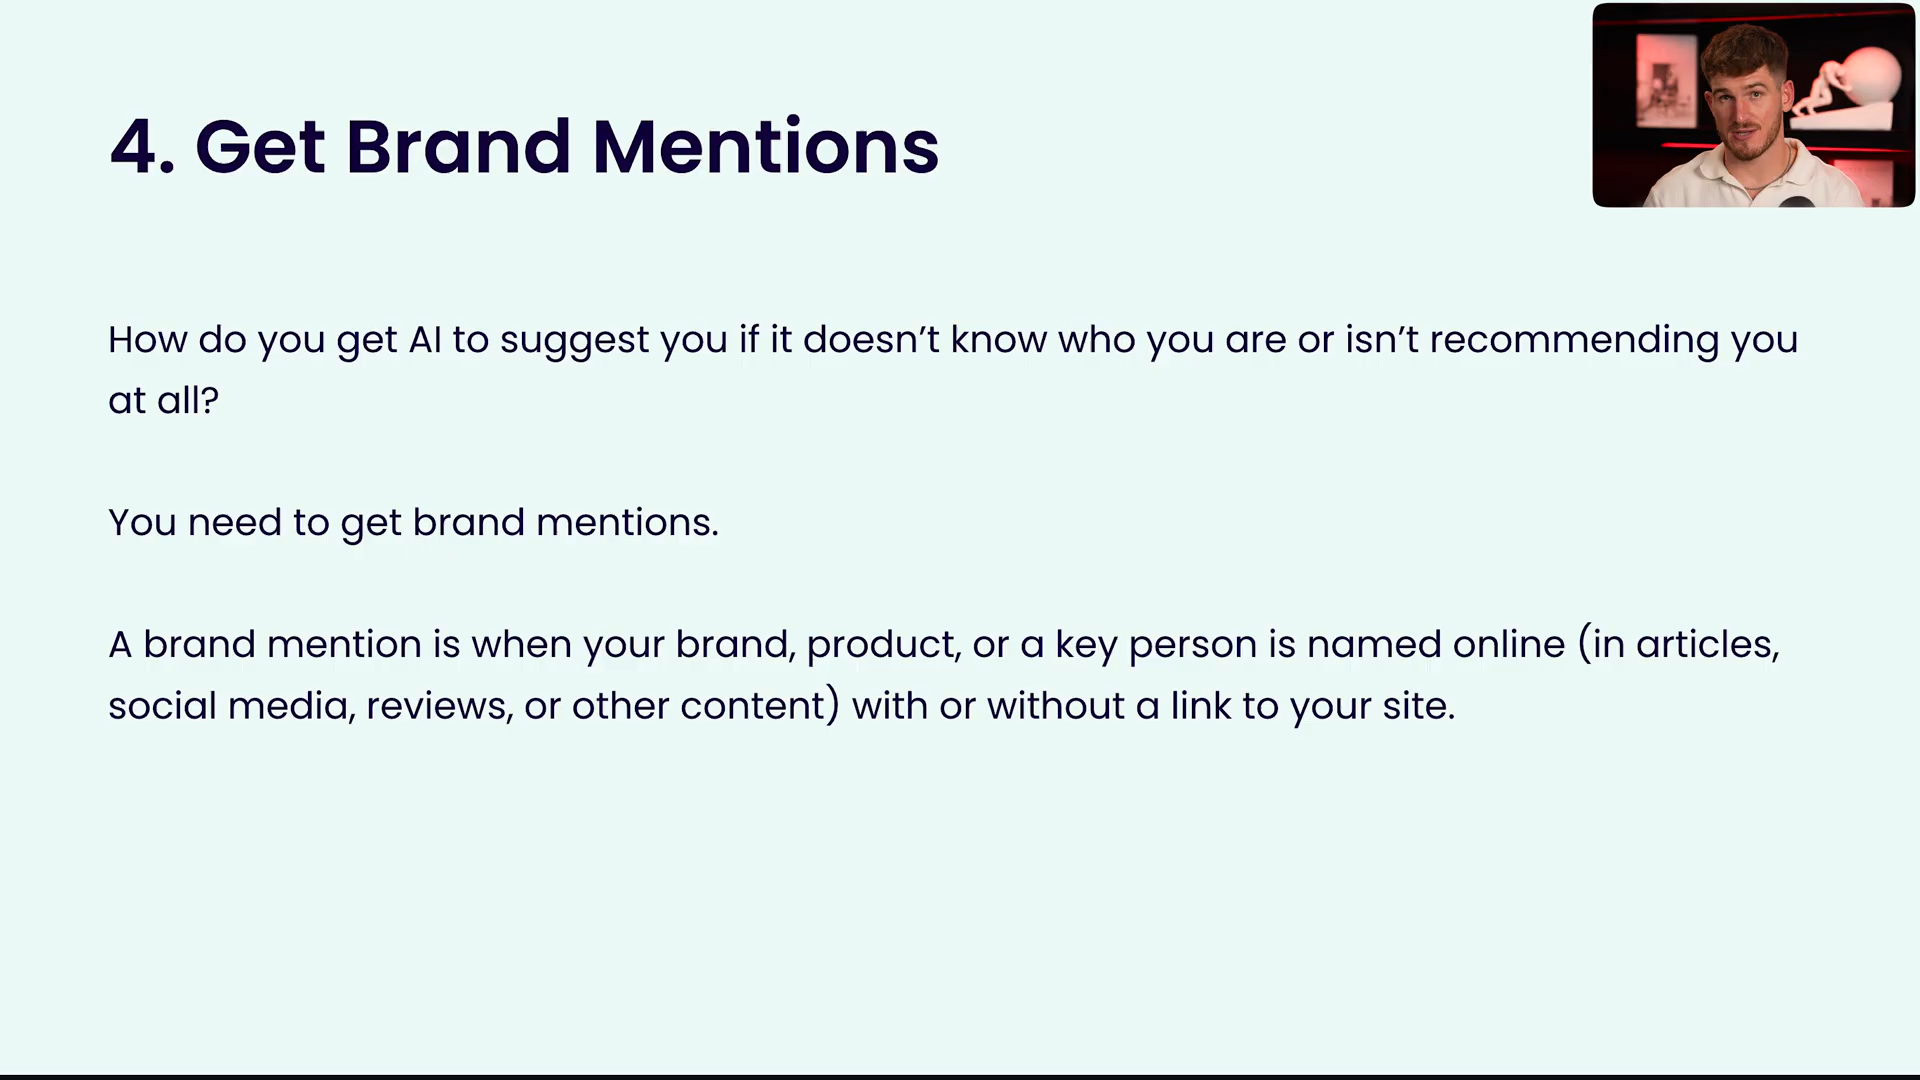 4. Get Brand Mentions
How do you get AI to suggest you if it doesn’t know who you are or isn’t recommending you
at all?
You need to get brand mentions.
A brand mention is when your brand, product, or a key person is named online (in articles,
social media, reviews, or other content) with or without a link to your site.